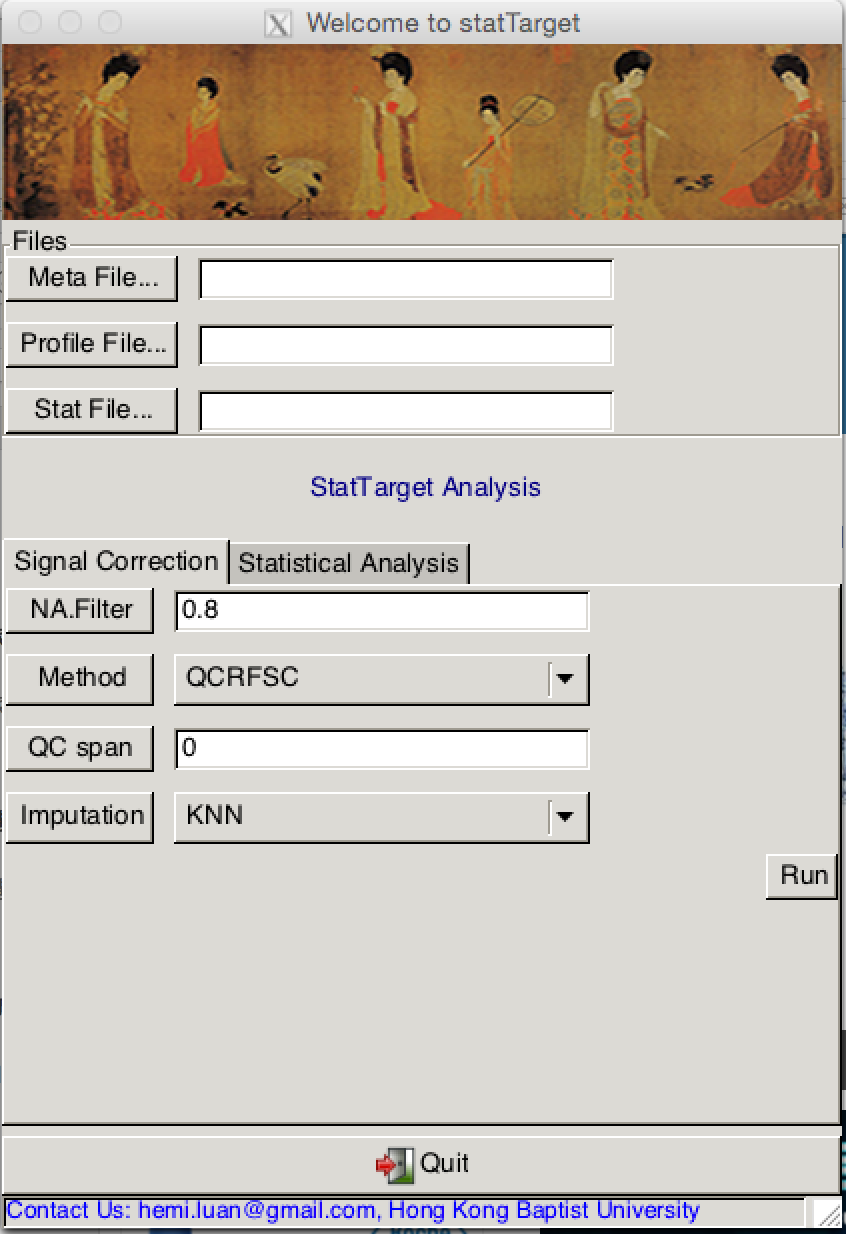 Welcome to statTarget
Files
Meta File...
Profile File...
Stat File...
StatTarget Analysis
Signal Correction Statistical Analysis
NA.Filter 0.8
Method QCRFSC
QC span 0
Imputation KNN
Run
Quit
Contact Us: hemi.luan@gmail.com, Hong Kong Baptist University